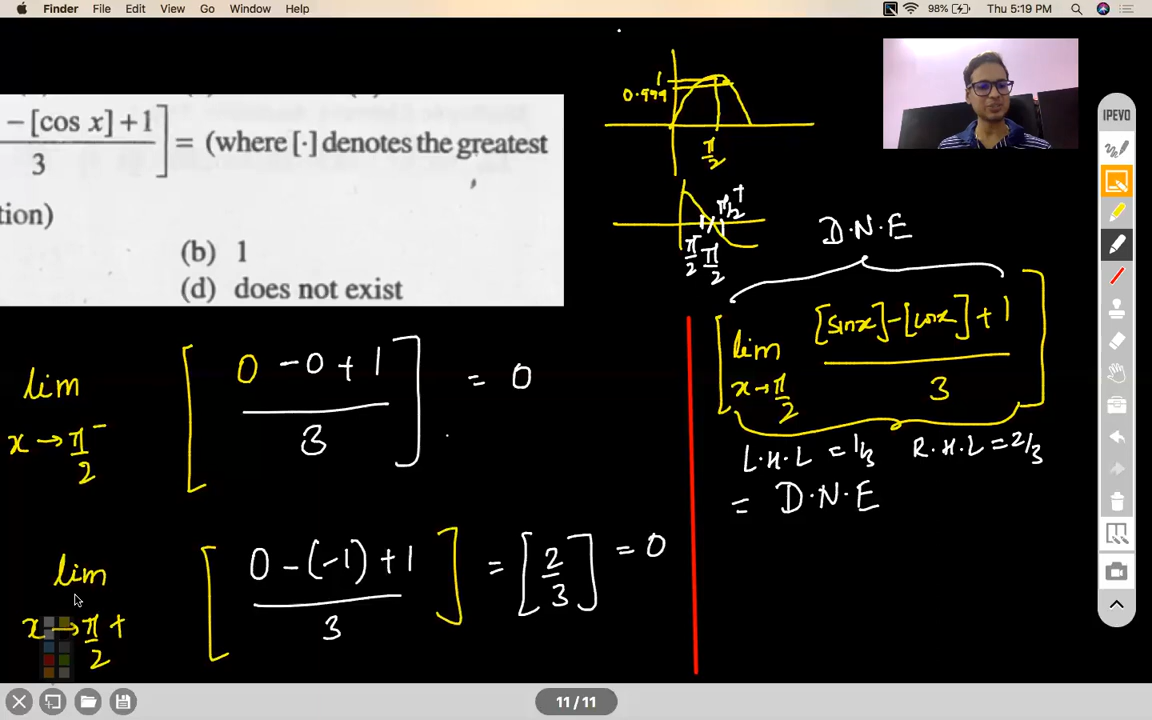 Finder File Edit View Go Window Help 98% Thu 5:19 PM
- [cos x] + 1
3
= (where [·] denotes the greatest
tion)
(b) 1
(d) does not exist
1
0.999
π/2
π/2+
π/2- π/2
D.N.E
[ lim x→π/2 ([sinx] - [cosx] + 1)/3 ]
L.H.L = 1/3 R.H.L = 2/3
= D.N.E
lim x→π/2- [ (0 - 0 + 1)/3 ] = 0
lim x→π/2+ [ (0 - (-1) + 1)/3 ] = [2/3] = 0
IPEVO
11/11